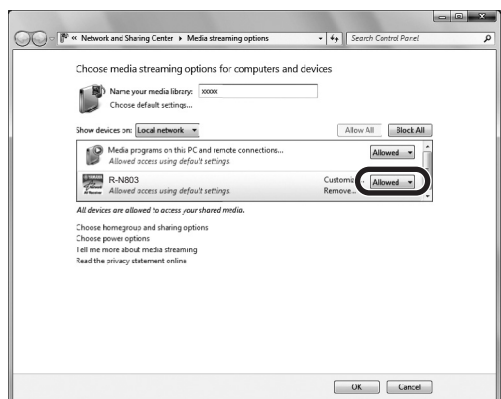 « Network and Sharing Center ▸ Media streaming options
Search Control Panel
Choose media streaming options for computers and devices
Name your media library: xxxxx
Choose default settings...
Show devices on: Local network
Allow All
Block All
Media programs on this PC and remote connections...
Allowed access using default settings
Allowed
R-N803
Allowed access using default settings
Customize...
Remove...
Allowed
All devices are allowed to access your shared media.
Choose homegroup and sharing options
Choose power options
Tell me more about media streaming
Read the privacy statement online
OK
Cancel